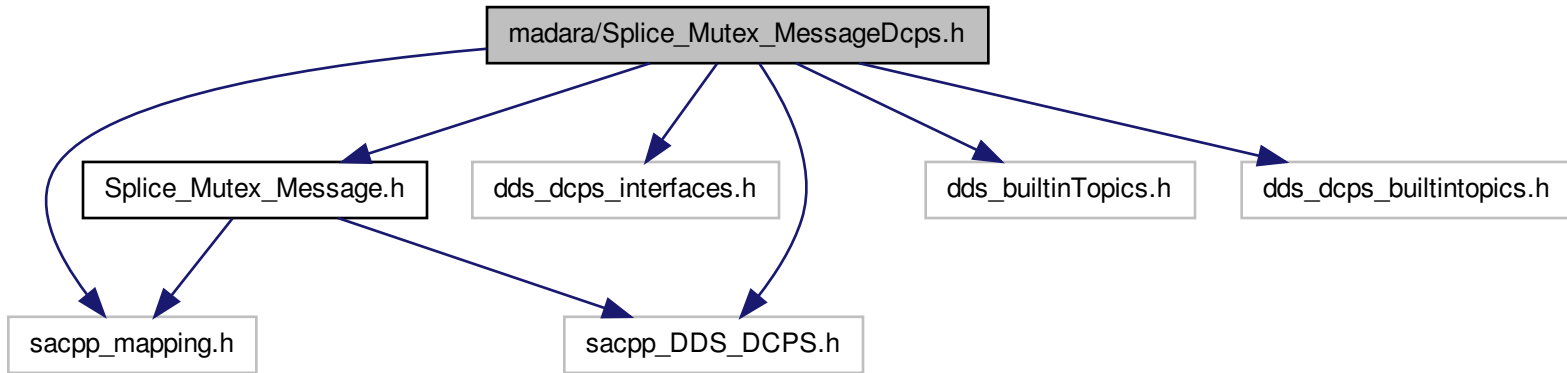 madara/Splice_Mutex_MessageDcps.h
Splice_Mutex_Message.h
dds_dcps_interfaces.h
dds_builtinTopics.h
dds_dcps_builtintopics.h
sacpp_mapping.h
sacpp_DDS_DCPS.h